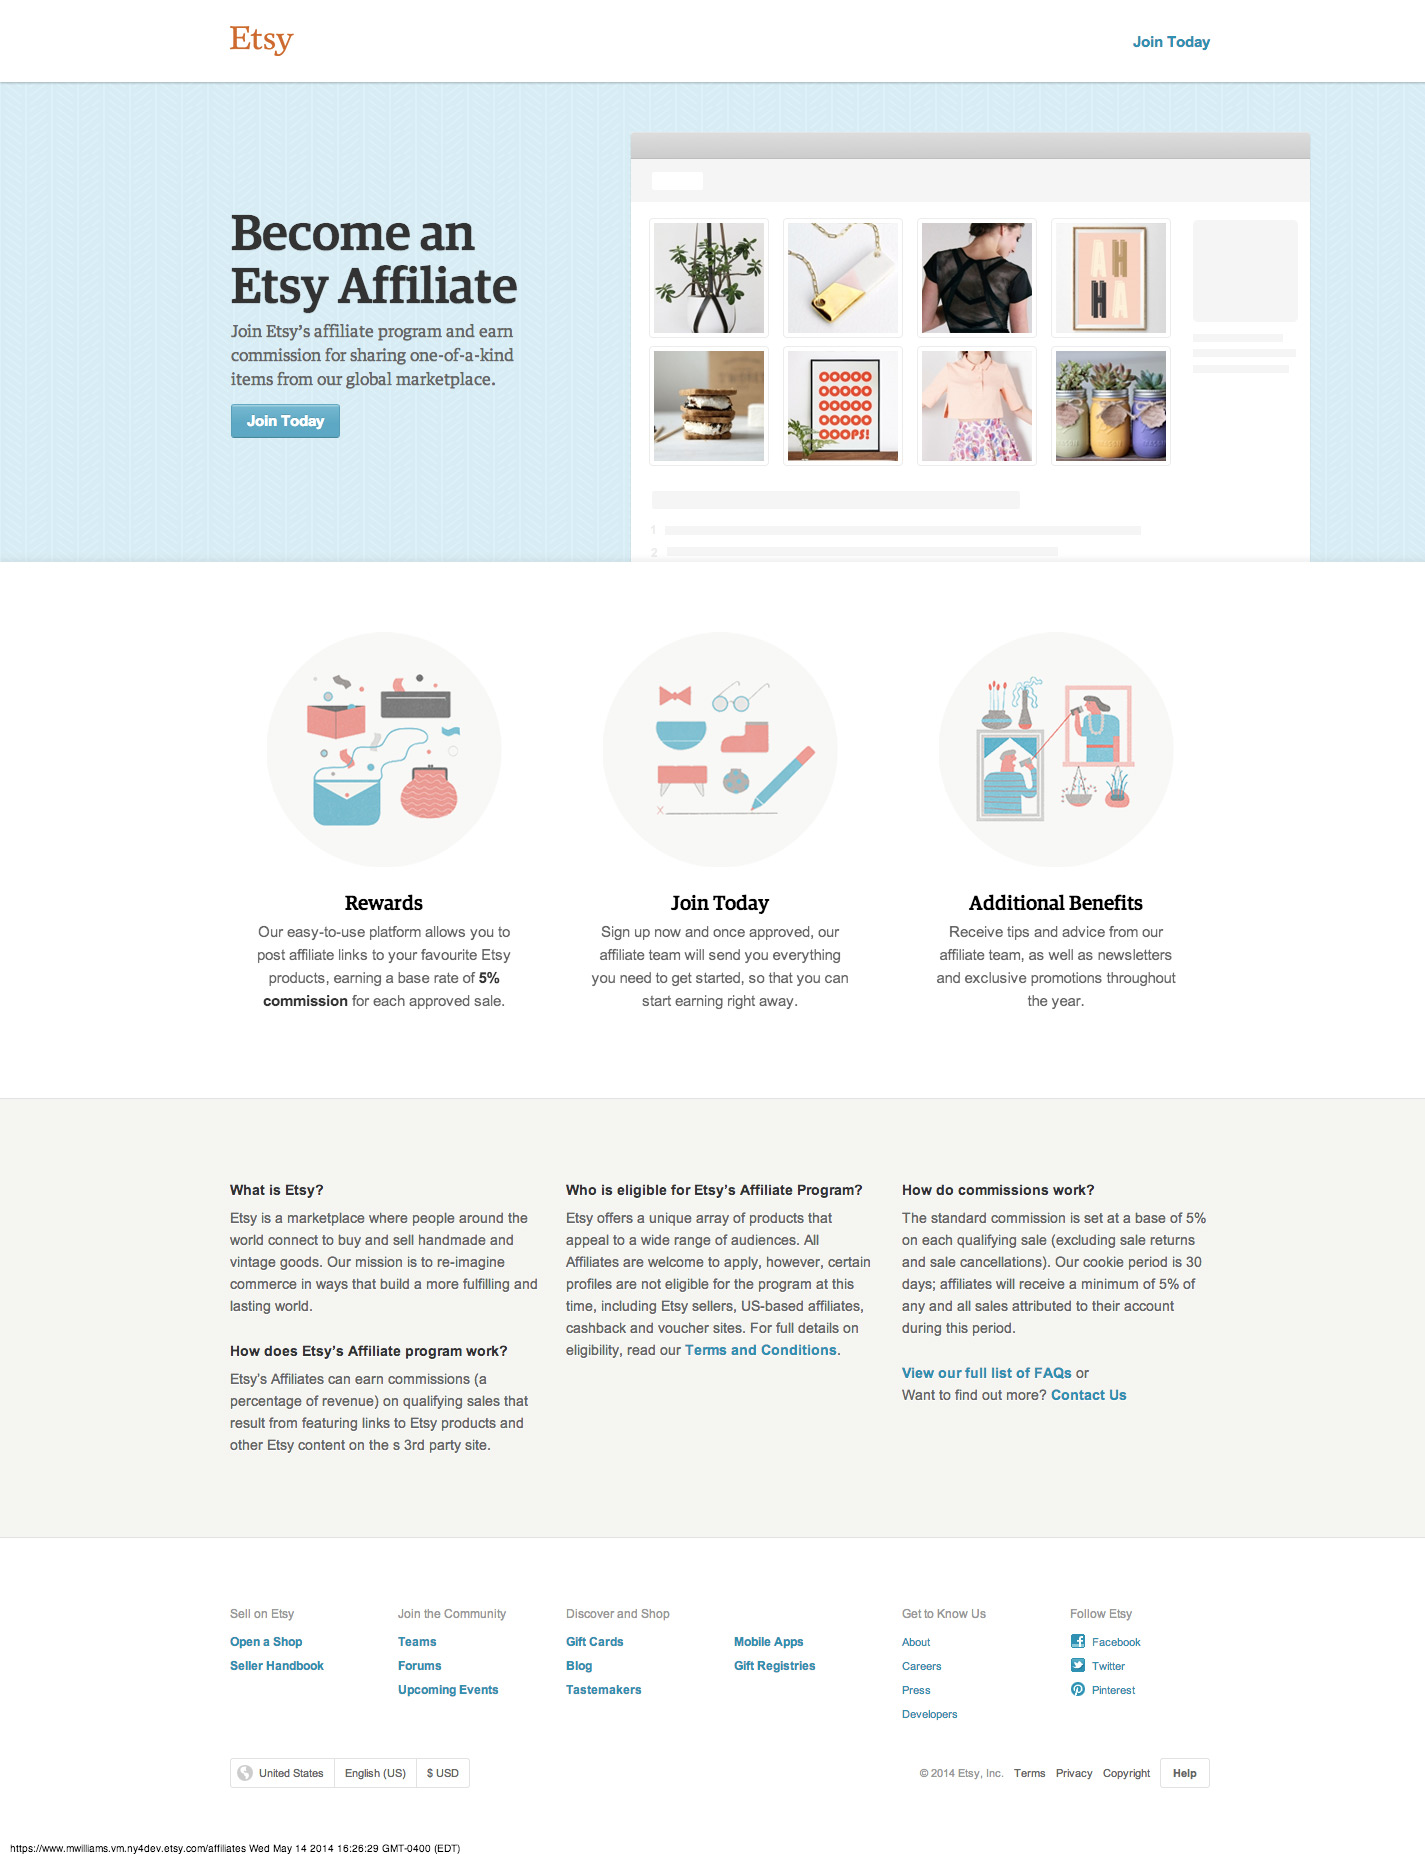 Etsy
Join Today
Become an
Etsy Affiliate
Join Etsy's affiliate program and earn
commission for sharing one-of-a-kind
items from our global marketplace.
Join Today
AH
HA
OOOOO
OOOOO
OOOOO
OOOOO
OOOPS!
1
2
Rewards
Our easy-to-use platform allows you to
post affiliate links to your favourite Etsy
products, earning a base rate of 5%
commission for each approved sale.
Join Today
Sign up now and once approved, our
affiliate team will send you everything
you need to get started, so that you can
start earning right away.
Additional Benefits
Receive tips and advice from our
affiliate team, as well as newsletters
and exclusive promotions throughout
the year.
What is Etsy?
Etsy is a marketplace where people around the
world connect to buy and sell handmade and
vintage goods. Our mission is to re-imagine
commerce in ways that build a more fulfilling and
lasting world.
How does Etsy's Affiliate program work?
Etsy's Affiliates can earn commissions (a
percentage of revenue) on qualifying sales that
result from featuring links to Etsy products and
other Etsy content on the s 3rd party site.
Who is eligible for Etsy's Affiliate Program?
Etsy offers a unique array of products that
appeal to a wide range of audiences. All
Affiliates are welcome to apply, however, certain
profiles are not eligible for the program at this
time, including Etsy sellers, US-based affiliates,
cashback and voucher sites. For full details on
eligibility, read our Terms and Conditions.
How do commissions work?
The standard commission is set at a base of 5%
on each qualifying sale (excluding sale returns
and sale cancellations). Our cookie period is 30
days; affiliates will receive a minimum of 5% of
any and all sales attributed to their account
during this period.
View our full list of FAQs or
Want to find out more? Contact Us
Sell on Etsy
Open a Shop
Seller Handbook
Join the Community
Teams
Forums
Upcoming Events
Discover and Shop
Gift Cards
Blog
Tastemakers
Mobile Apps
Gift Registries
Get to Know Us
About
Careers
Press
Developers
Follow Etsy
Facebook
Twitter
Pinterest
United States English (US) $ USD
© 2014 Etsy, Inc. Terms Privacy Copyright Help
https://www.mwilliams.vm.ny4dev.etsy.com/affiliates Wed May 14 2014 16:26:29 GMT-0400 (EDT)